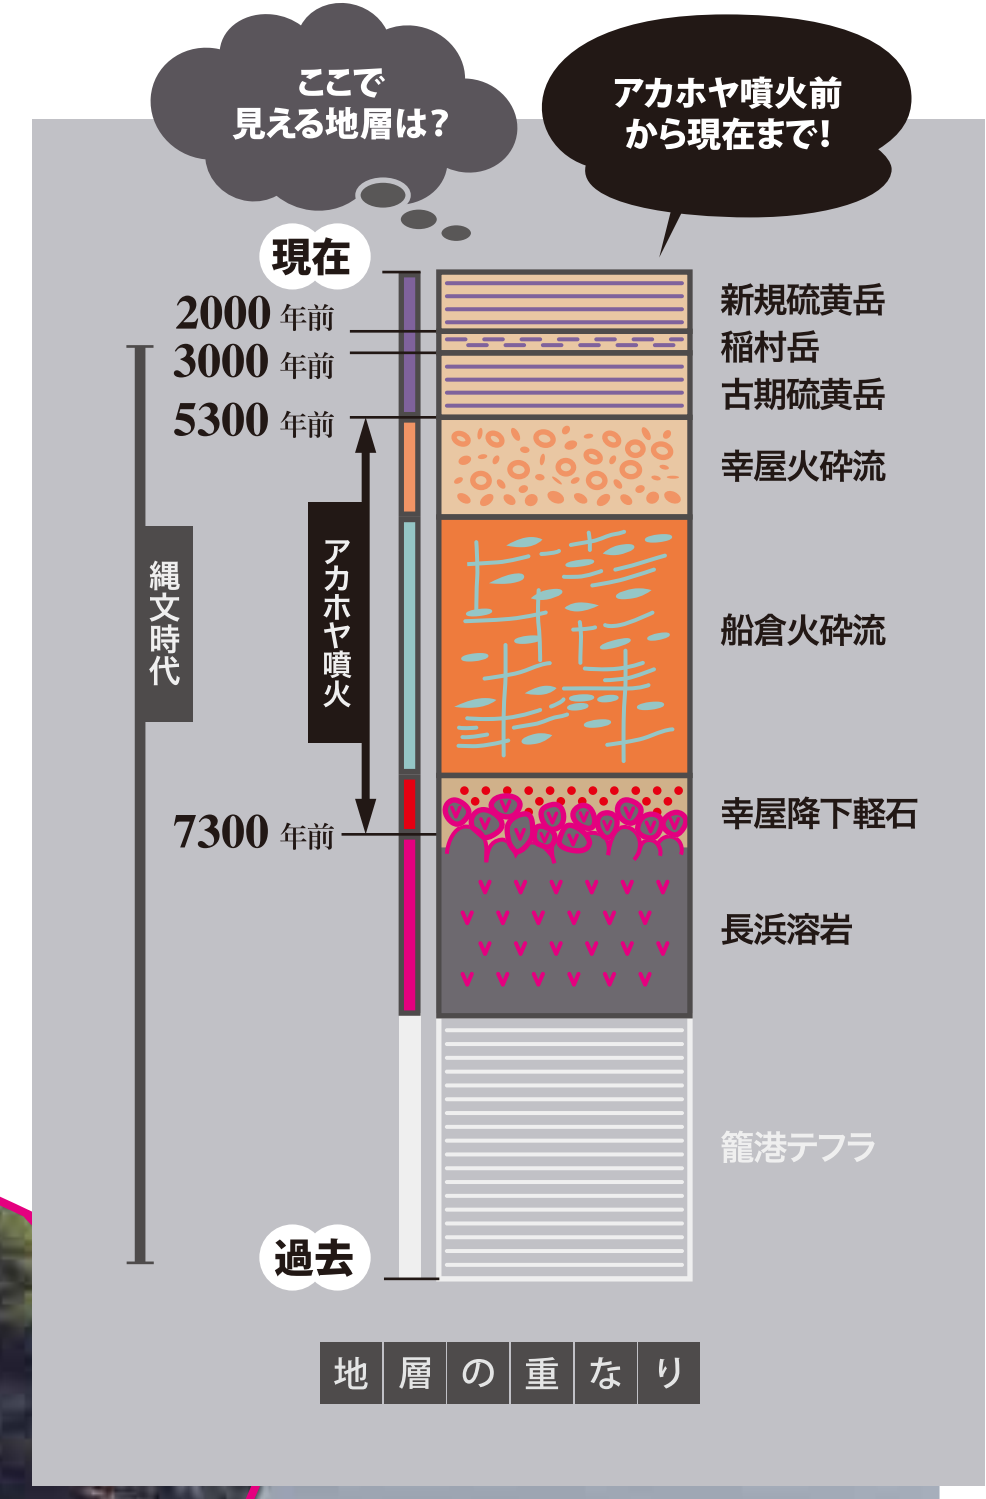 ここで
見える地層は?
アカホヤ噴火前
から現在まで!
現在
2000 年前
3000 年前
5300 年前
7300 年前
過去
縄文時代
アカホヤ噴火
新規硫黄岳
稲村岳
古期硫黄岳
幸屋火砕流
船倉火砕流
幸屋降下軽石
長浜溶岩
籠港テフラ
地層の重なり